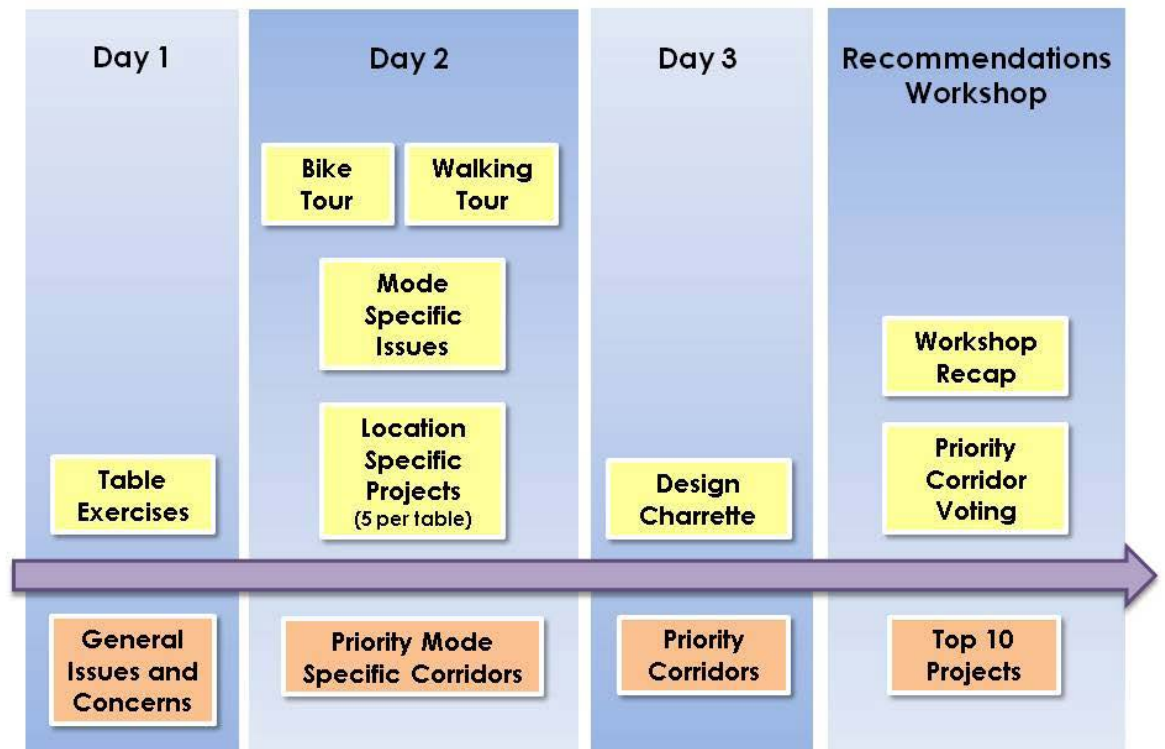 Day 1
Table
Exercises
General
Issues and
Concerns
Day 2
Bike
Tour
Walking
Tour
Mode
Specific
Issues
Location
Specific
Projects
(5 per table)
Priority Mode
Specific Corridors
Day 3
Design
Charrette
Priority
Corridors
Recommendations
Workshop
Workshop
Recap
Priority
Corridor
Voting
Top 10
Projects